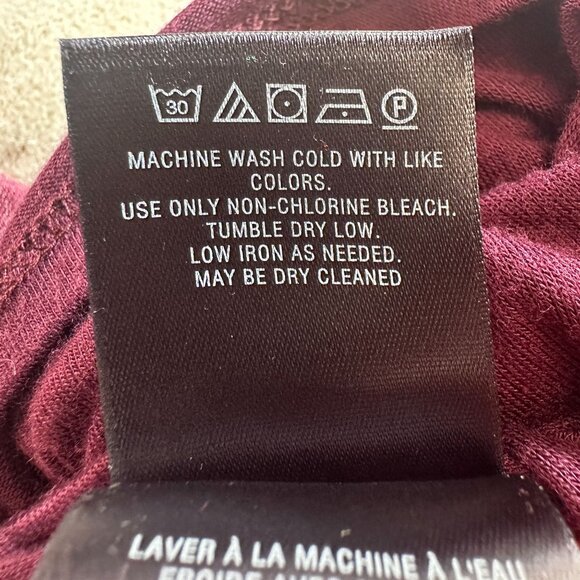 30 P
MACHINE WASH COLD WITH LIKE
COLORS.
USE ONLY NON-CHLORINE BLEACH.
TUMBLE DRY LOW.
LOW IRON AS NEEDED.
MAY BE DRY CLEANED
LAVER À LA MACHINE À L'EAU